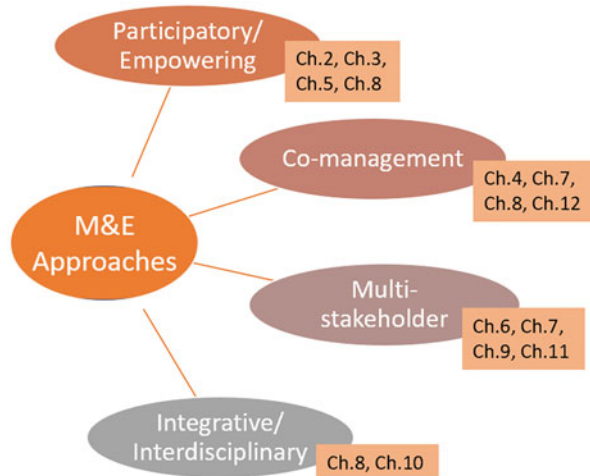 Participatory/
Empowering
Ch.2, Ch.3,
Ch.5, Ch.8
Co-management
Ch.4, Ch.7,
Ch.8, Ch.12
M&E
Approaches
Multi-
stakeholder
Ch.6, Ch.7,
Ch.9, Ch.11
Integrative/
Interdisciplinary
Ch.8, Ch.10